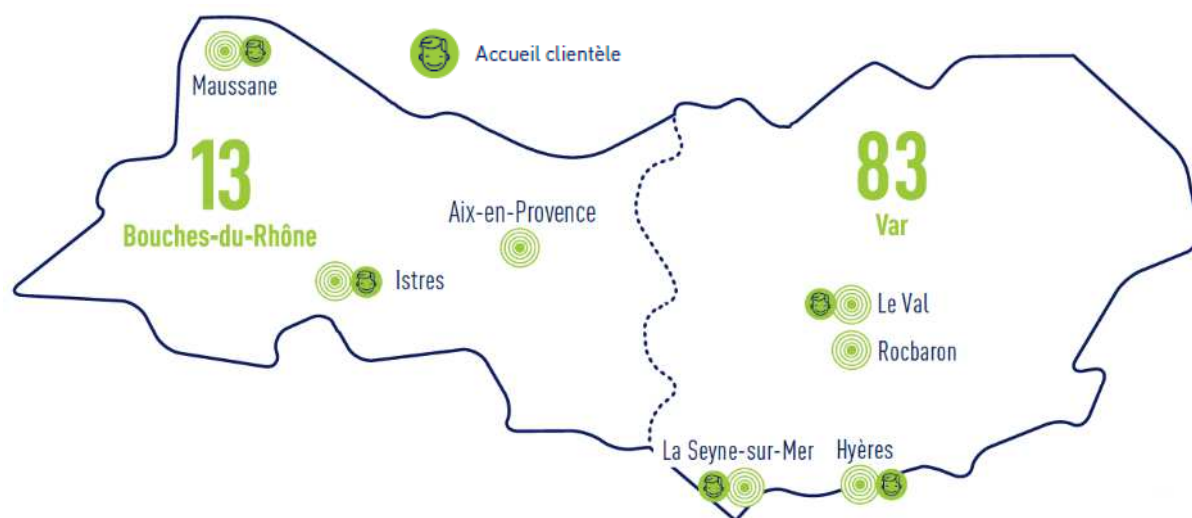 Accueil clientèle
Maussane
13
Bouches-du-Rhône
83
Var
Aix-en-Provence
Istres
Le Val
Rocbaron
La Seyne-sur-Mer
Hyères